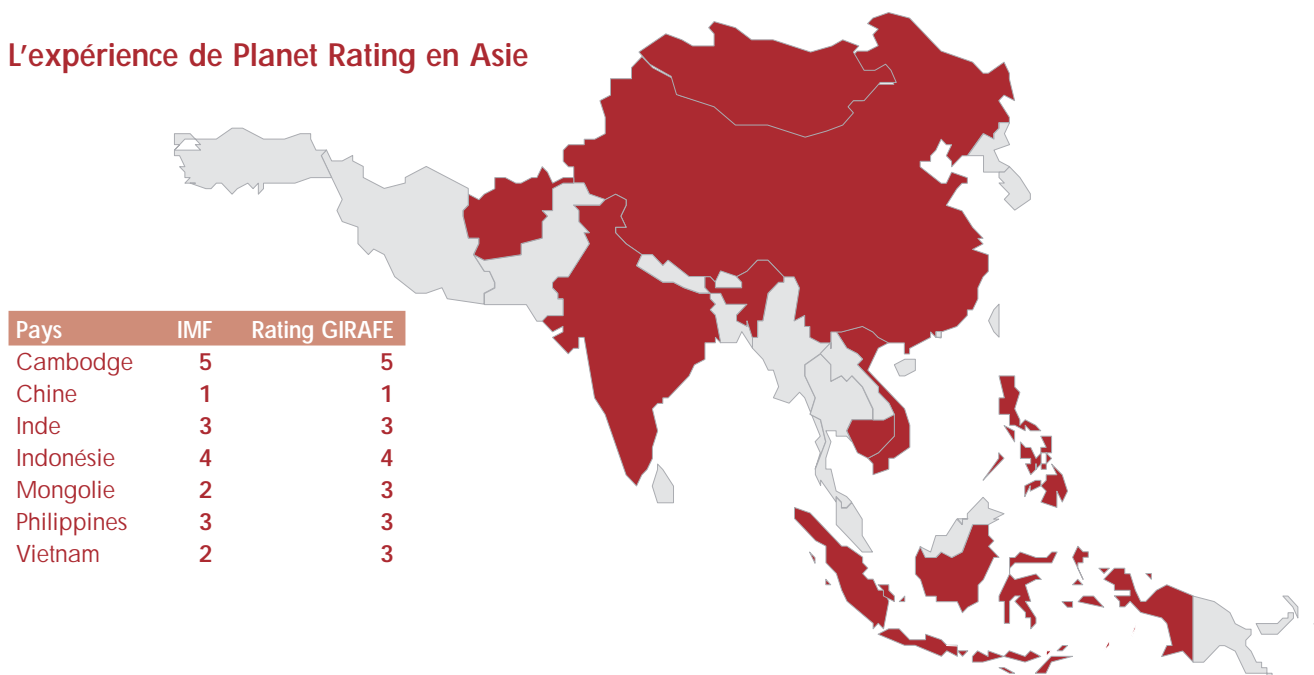 L'expérience de Planet Rating en Asie
Pays IMF Rating GIRAFE
Cambodge 5 5
Chine 1 1
Inde 3 3
Indonésie 4 4
Mongolie 2 3
Philippines 3 3
Vietnam 2 3